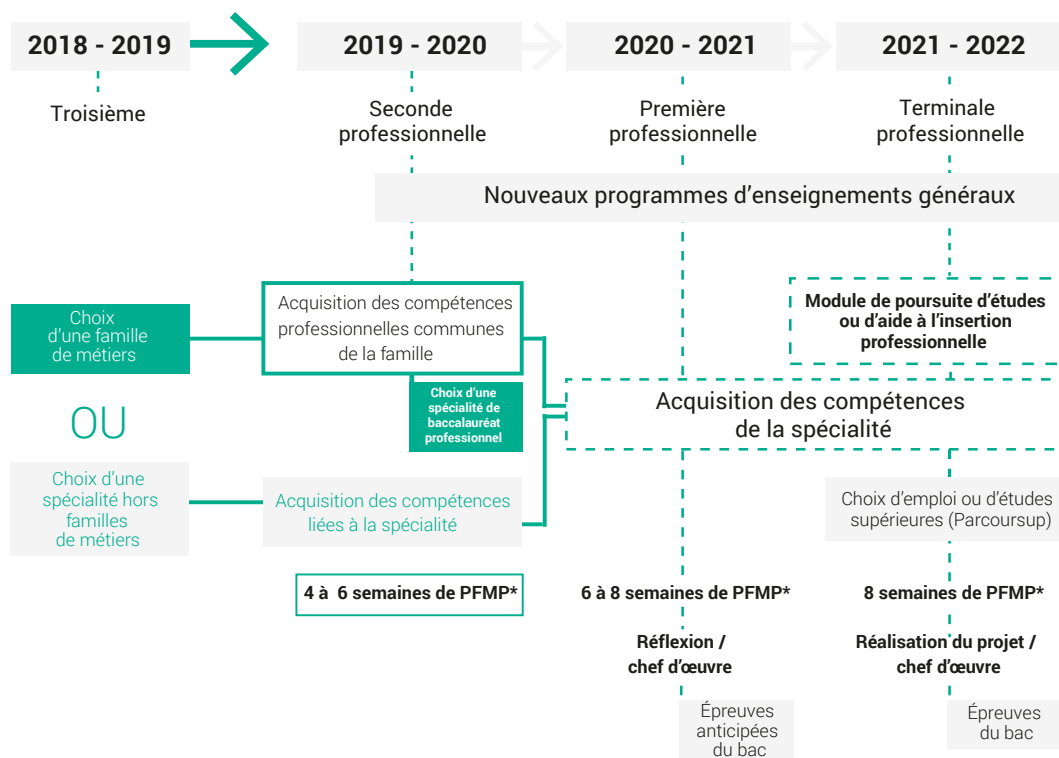 2018 - 2019
2019 - 2020
2020 - 2021
2021 - 2022
Troisième
Seconde
professionnelle
Première
professionnelle
Terminale
professionnelle
Nouveaux programmes d’enseignements généraux
Choix
d’une famille
de métiers
Acquisition des compétences
professionnelles communes
de la famille
Module de poursuite d’études
ou d’aide à l’insertion
professionnelle
Choix d’une
spécialité de
baccalauréat
professionnel
Acquisition des compétences
de la spécialité
OU
Choix d’une
spécialité hors
familles
de métiers
Acquisition des compétences
liées à la spécialité
Choix d’emploi ou d’études
supérieures (Parcoursup)
4 à 6 semaines de PFMP*
6 à 8 semaines de PFMP*
8 semaines de PFMP*
Réflexion /
chef d’œuvre
Réalisation du projet /
chef d’œuvre
Épreuves
anticipées
du bac
Épreuves
du bac